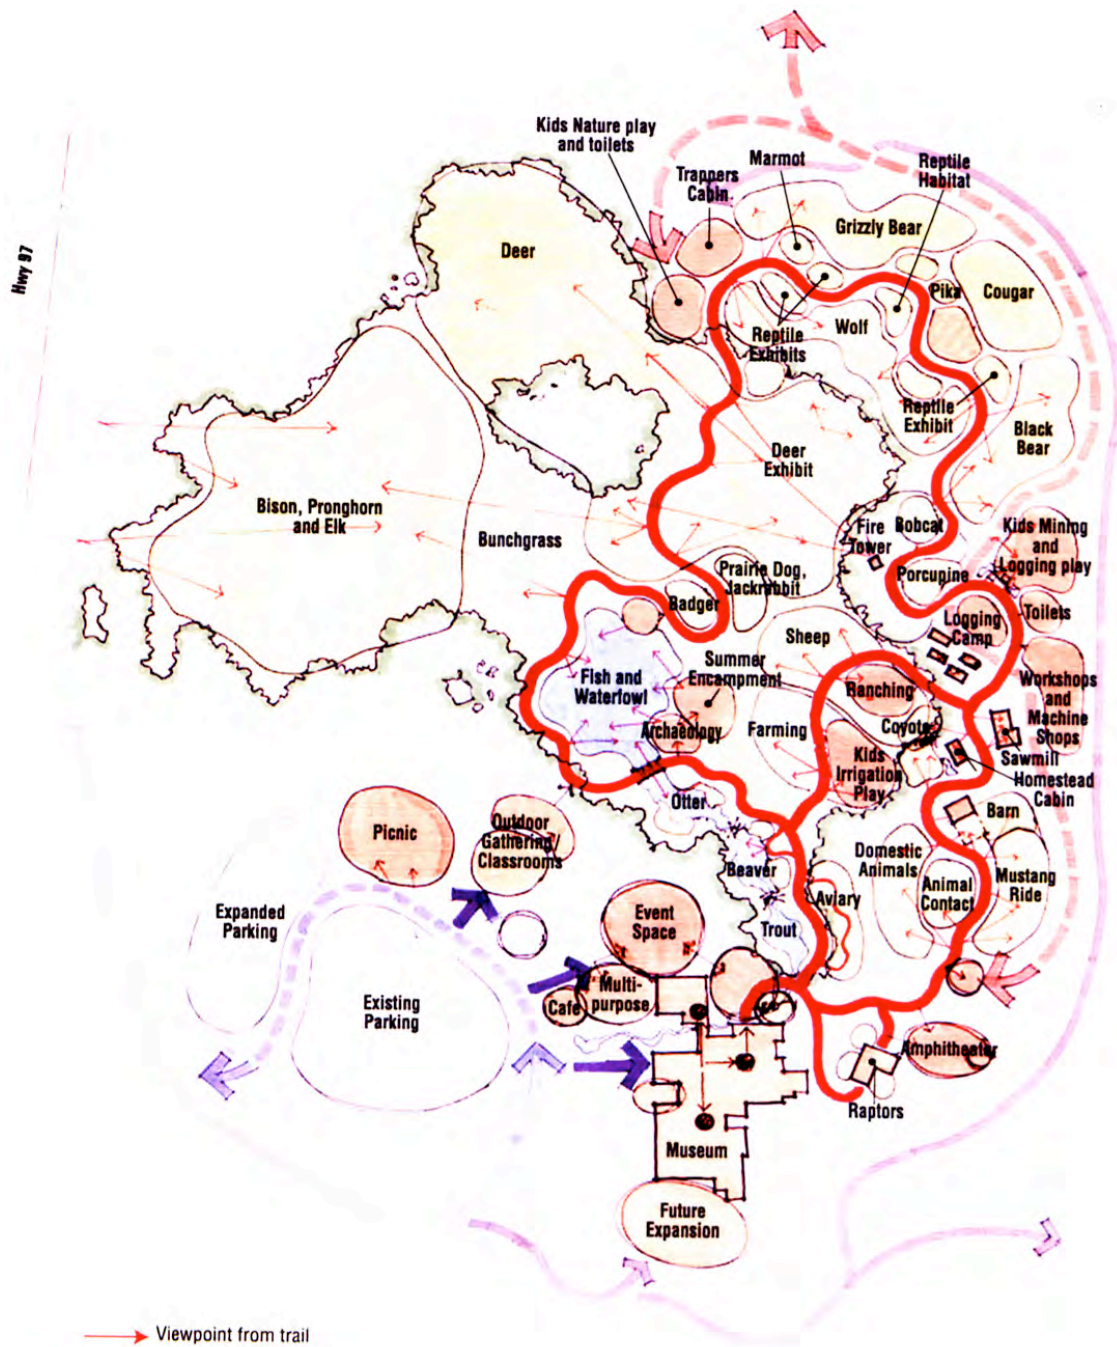 Kids Nature play
and toilets
Marmot
Reptile
Habitat
Trappers
Cabin
Grizzly Bear
Deer
Hwy 97
Pika
Cougar
Wolf
Reptile
Exhibits
Reptile
Exhibit
Black
Bear
Deer
Exhibit
Bison, Pronghorn
and Elk
Bunchgrass
Fire
Tower
Bobcat
Kids Mining
and
Logging play
Prairie Dog,
Jackrabbit
Porcupine
Badger
Logging
Camp
Toilets
Sheep
Summer
Encampment
Fish and
Waterfowl
Ranching
Workshops
and
Machine
Shops
Archaeology
Farming
Coyote
Kids
Irrigation
Play
Sawmill
Homestead
Cabin
Otter
Barn
Picnic
Outdoor
Gathering
Classrooms
Domestic
Animals
Beaver
Animal
Contact
Mustang
Ride
Aviary
Expanded
Parking
Event
Space
Trout
Existing
Parking
Multi-
purpose
Cafe
Amphitheater
Raptors
Museum
Future
Expansion
Viewpoint from trail